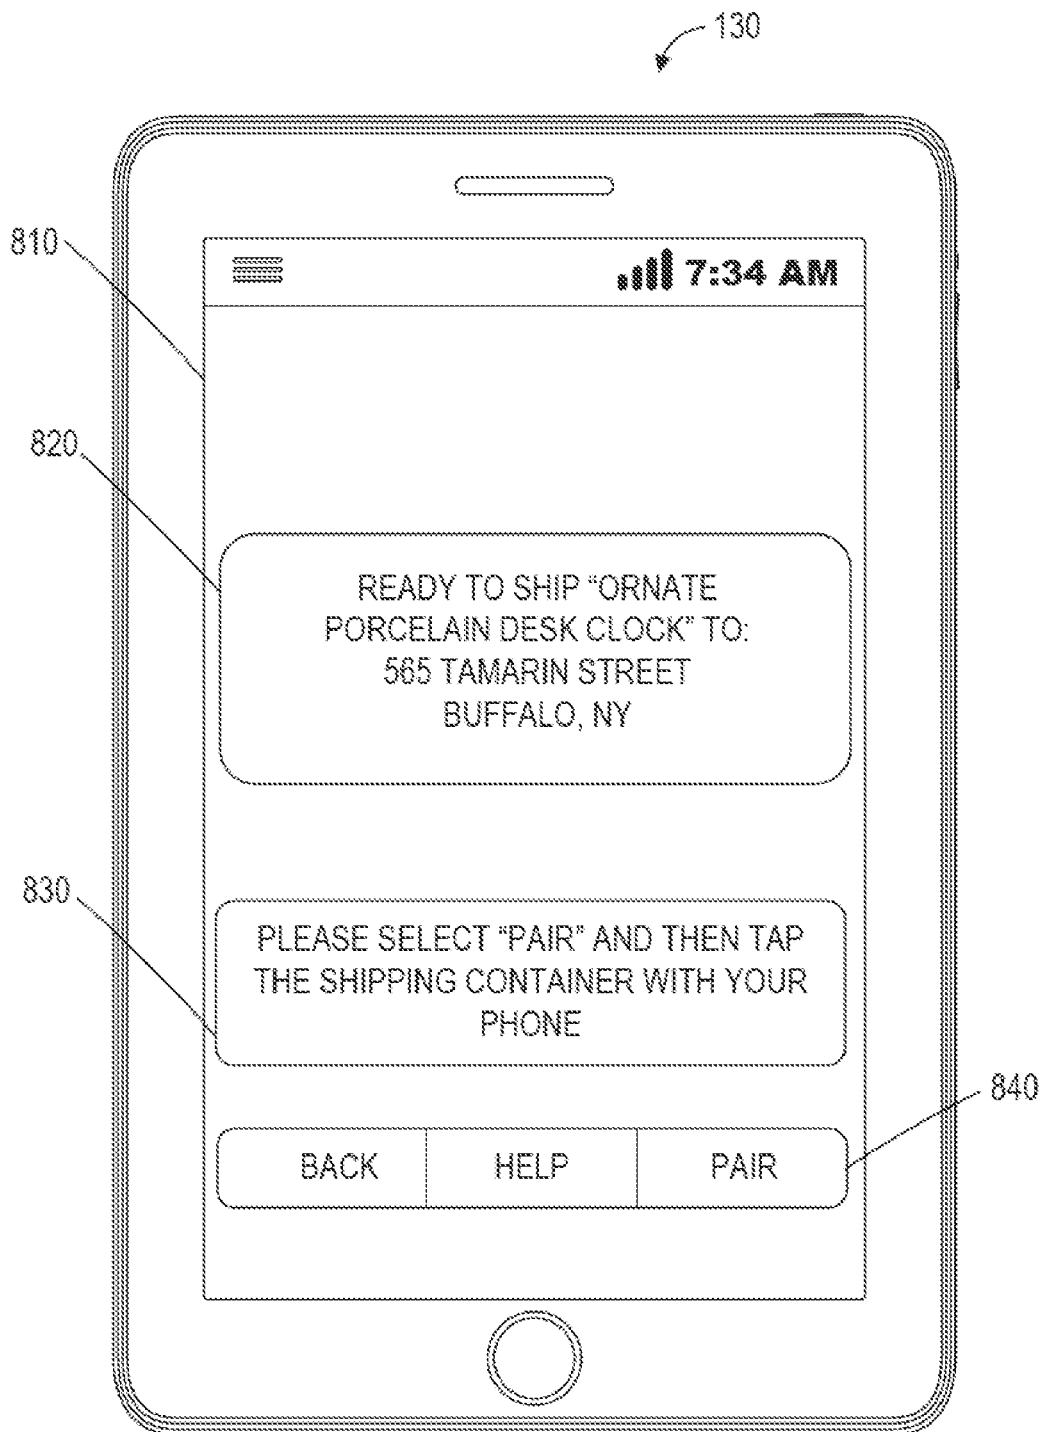 130
810
7:34 AM
820
READY TO SHIP “ORNATE
PORCELAIN DESK CLOCK” TO:
565 TAMARIN STREET
BUFFALO, NY
830
PLEASE SELECT “PAIR” AND THEN TAP
THE SHIPPING CONTAINER WITH YOUR
PHONE
840
BACK HELP PAIR